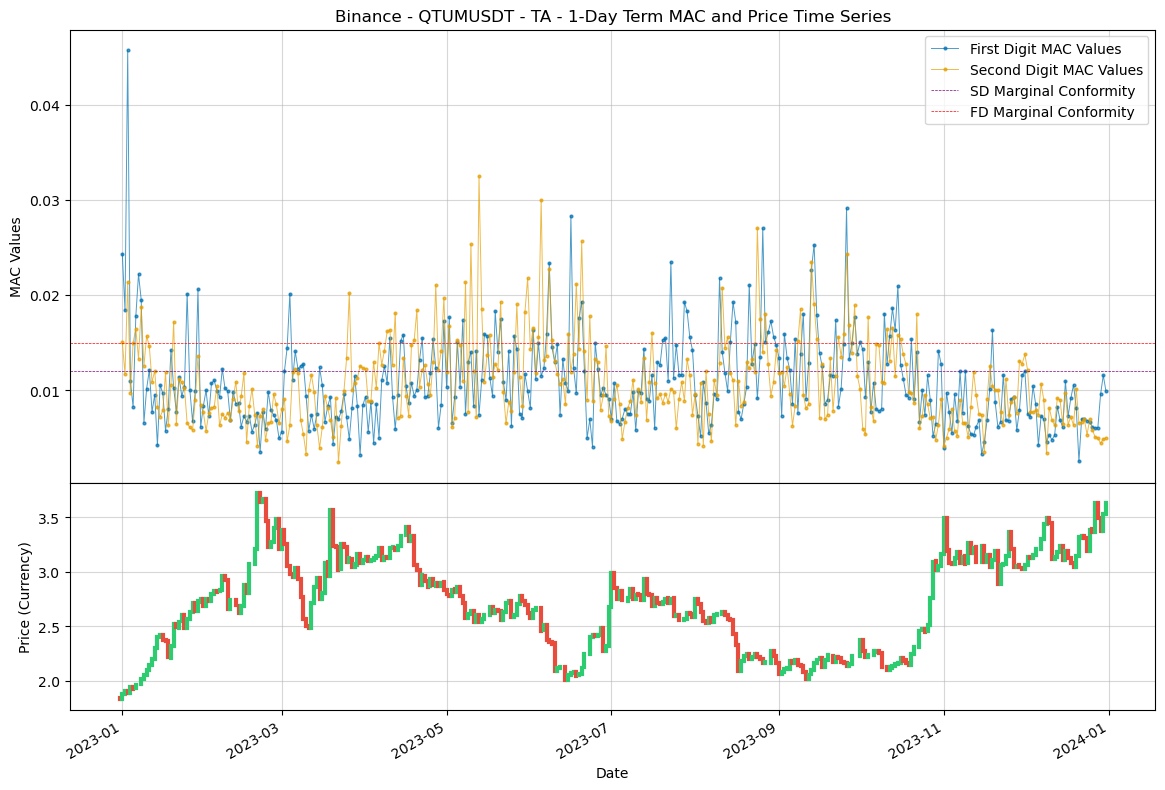 Binance - QTUMUSDT - TA - 1-Day Term MAC and Price Time Series
First Digit MAC Values
Second Digit MAC Values
SD Marginal Conformity
FD Marginal Conformity
MAC Values
0.04
0.03
0.02
0.01
Price (Currency)
3.5
3.0
2.5
2.0
2023-01
2023-03
2023-05
2023-07
2023-09
2023-11
2024-01
Date